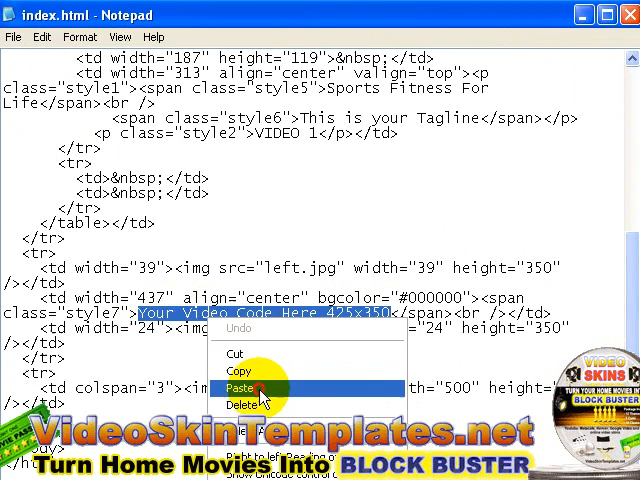 index.html - Notepad
File Edit Format View Help
<td width="187" height="119">&nbsp;</td>
<td width="313" align="center" valign="top"><p
class="style1"><span class="style5">Sports Fitness For
Life</span><br />
<span class="style6">This is your Tagline</span></p>
<p class="style2">VIDEO 1</p></td>
</tr>
<tr>
<td>&nbsp;</td>
<td>&nbsp;</td>
</tr>
</table></td>
</tr>
<tr>
<td width="39"><img src="left.jpg" width="39" height="350"
/></td>
<td width="437" align="center" bgcolor="#000000"><span
class="style7">Your Video Code Here 425x350</span><br /></td>
<td width="24"><im "24" height="350"
/></td>
</tr>
<tr>
<td colspan="3"><im "500" height=
/></td>
Undo
Cut
Copy
Paste
Delete
VIDEO
SKINS
TURN YOUR HOME MOVIES INTO
BLOCK BUSTER
VideoSkinTemplates.net
Turn Home Movies Into BLOCK BUSTER